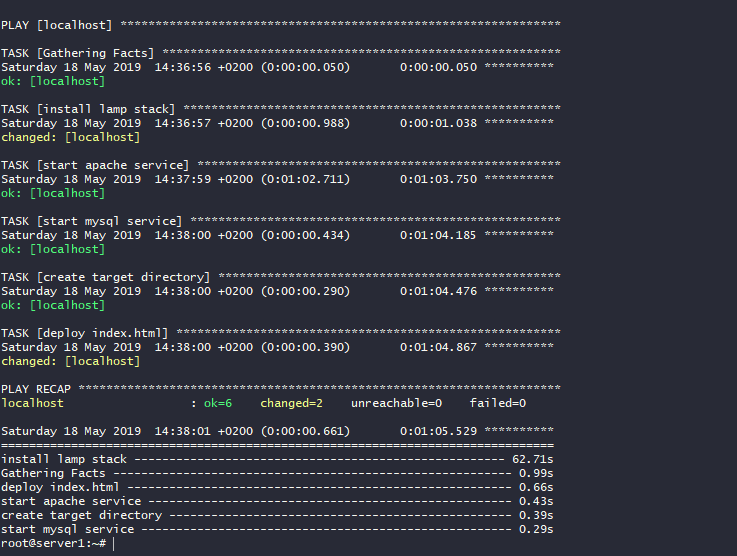 PLAY [localhost] ***************************************************************
TASK [Gathering Facts] *********************************************************
Saturday 18 May 2019  14:36:56 +0200 (0:00:00.050)       0:00:00.050 **********
ok: [localhost]
TASK [install lamp stack] ******************************************************
Saturday 18 May 2019  14:36:57 +0200 (0:00:00.988)       0:00:01.038 **********
changed: [localhost]
TASK [start apache service] ****************************************************
Saturday 18 May 2019  14:37:59 +0200 (0:01:02.711)       0:01:03.750 **********
ok: [localhost]
TASK [start mysql service] *****************************************************
Saturday 18 May 2019  14:38:00 +0200 (0:00:00.434)       0:01:04.185 **********
ok: [localhost]
TASK [create target directory] *************************************************
Saturday 18 May 2019  14:38:00 +0200 (0:00:00.290)       0:01:04.476 **********
ok: [localhost]
TASK [deploy index.html] *******************************************************
Saturday 18 May 2019  14:38:00 +0200 (0:00:00.390)       0:01:04.867 **********
changed: [localhost]
PLAY RECAP *********************************************************************
localhost                  : ok=6    changed=2    unreachable=0    failed=0
Saturday 18 May 2019  14:38:01 +0200 (0:00:00.661)       0:01:05.529 **********
===============================================================================
install lamp stack ----------------------------------------------------- 62.71s
Gathering Facts --------------------------------------------------------- 0.99s
deploy index.html ------------------------------------------------------- 0.66s
start apache service ---------------------------------------------------- 0.43s
create target directory ------------------------------------------------- 0.39s
start mysql service ----------------------------------------------------- 0.29s
root@server1:~#